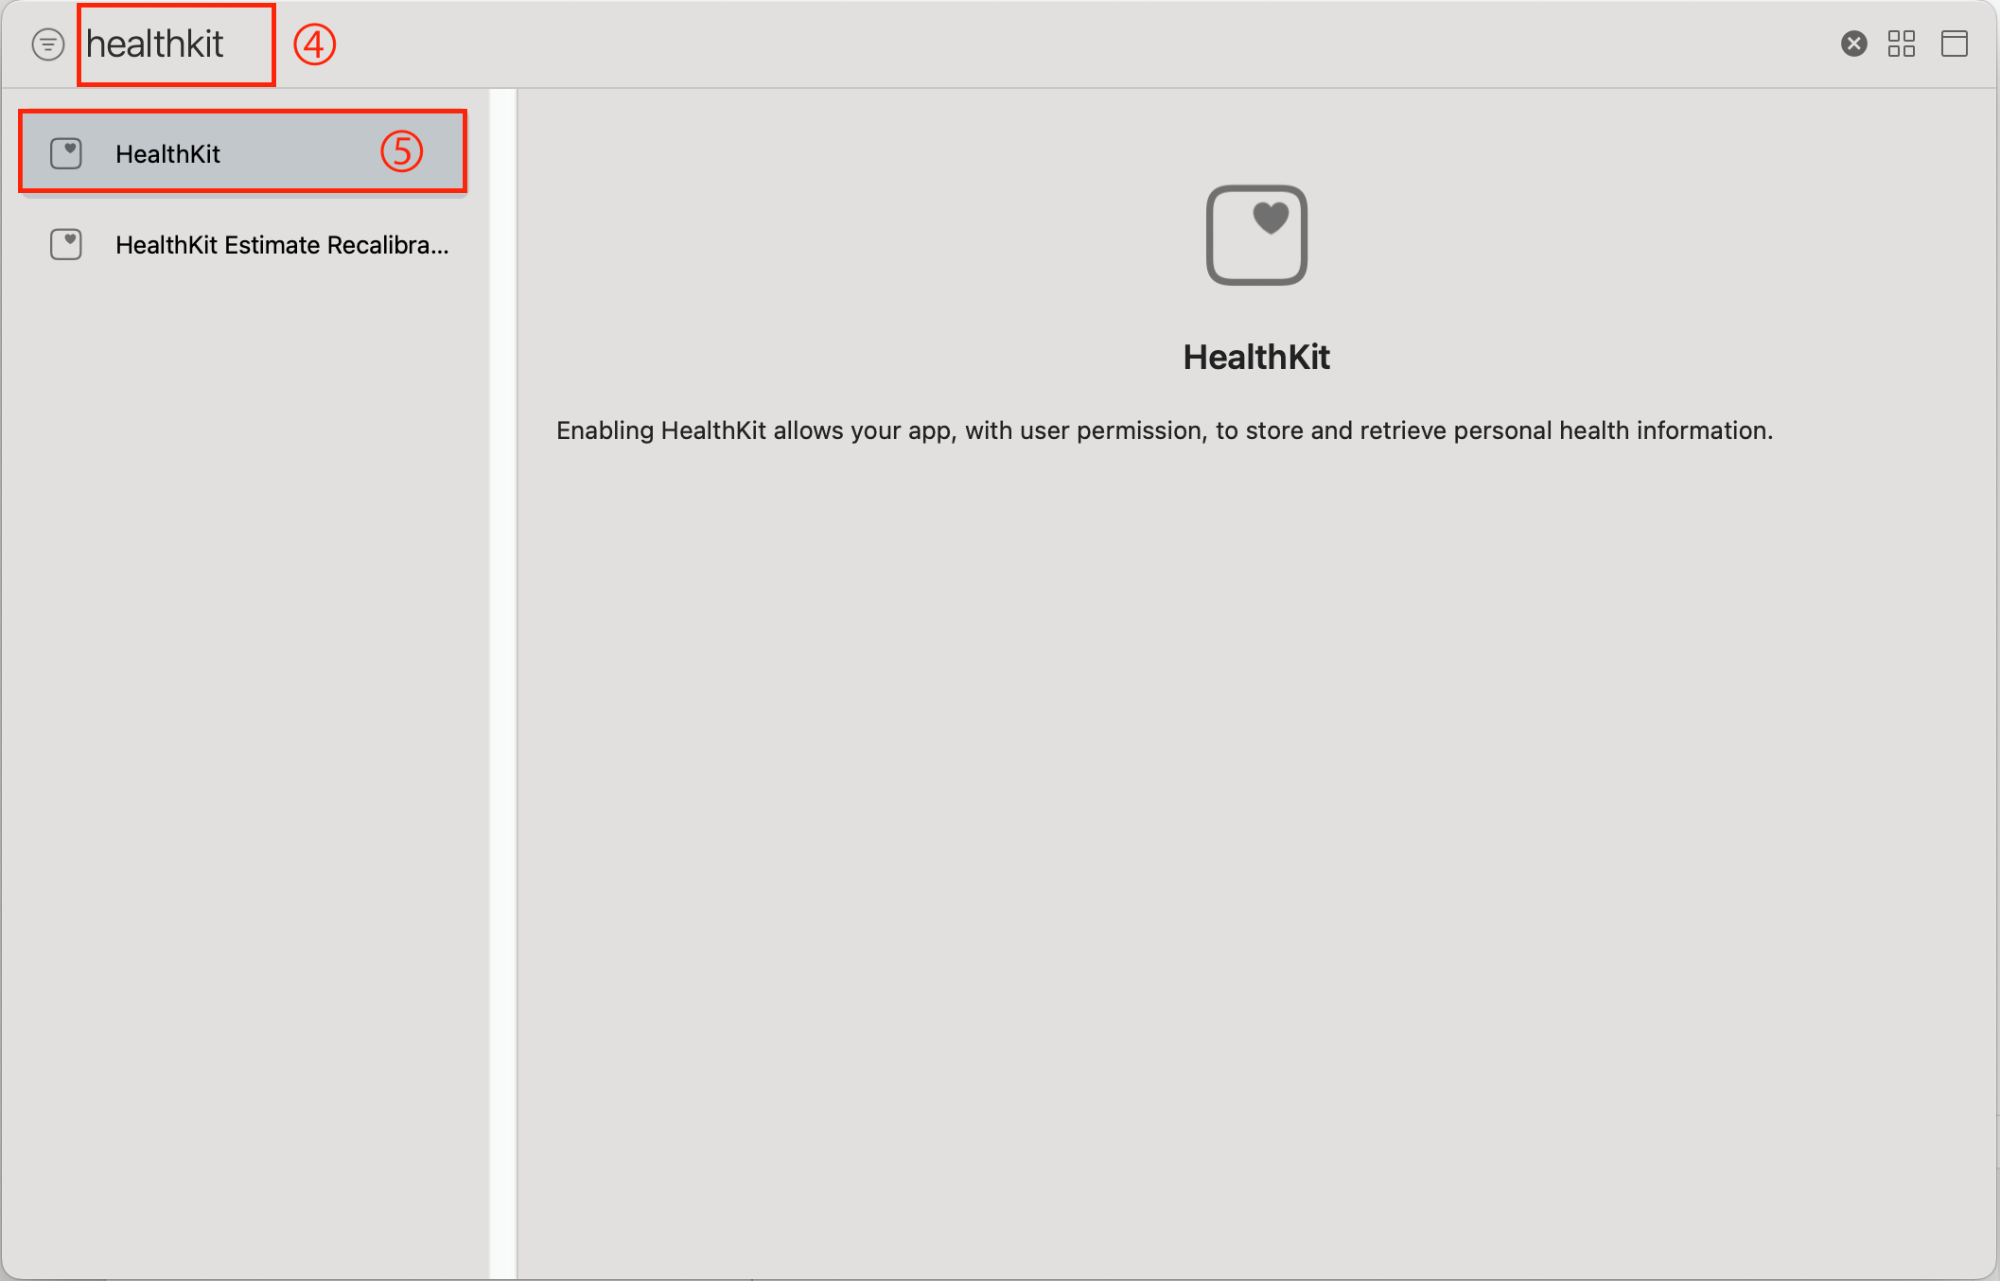 healthkit ④
HealthKit ⑤
HealthKit Estimate Recalibra...
HealthKit
Enabling HealthKit allows your app, with user permission, to store and retrieve personal health information.